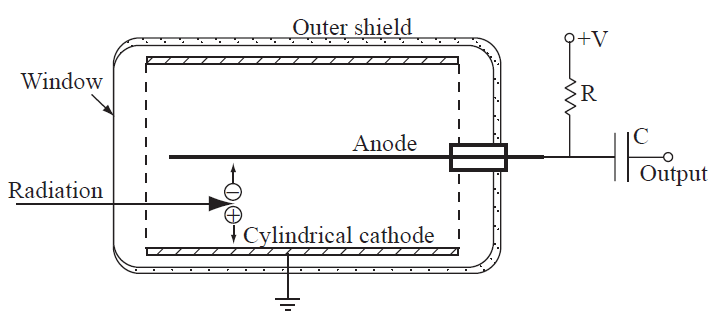 Outer shield
+V
Window
R
Anode
C
Output
Radiation
−
+
Cylindrical cathode